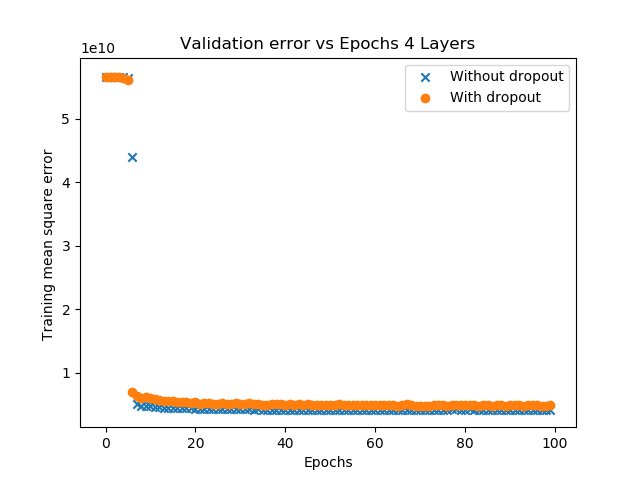 Validation error vs Epochs 4 Layers
1e10
Without dropout
With dropout
5
4
3
2
1
Training mean square error
0 20 40 60 80 100
Epochs